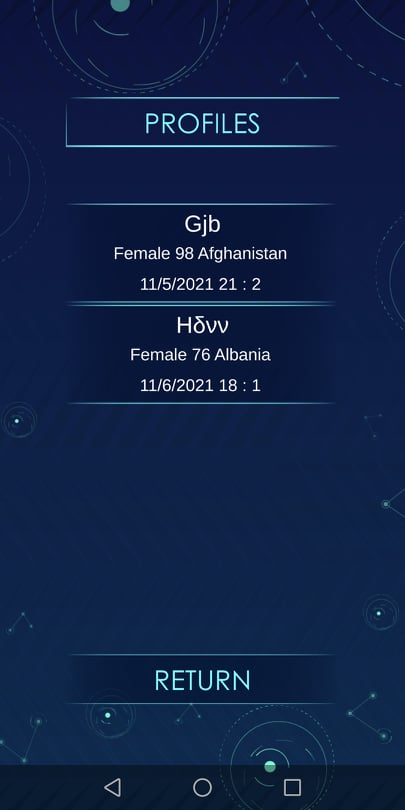 PROFILES
Gjb
Female 98 Afghanistan
11/5/2021 21 : 2
Ηδνν
Female 76 Albania
11/6/2021 18 : 1
RETURN